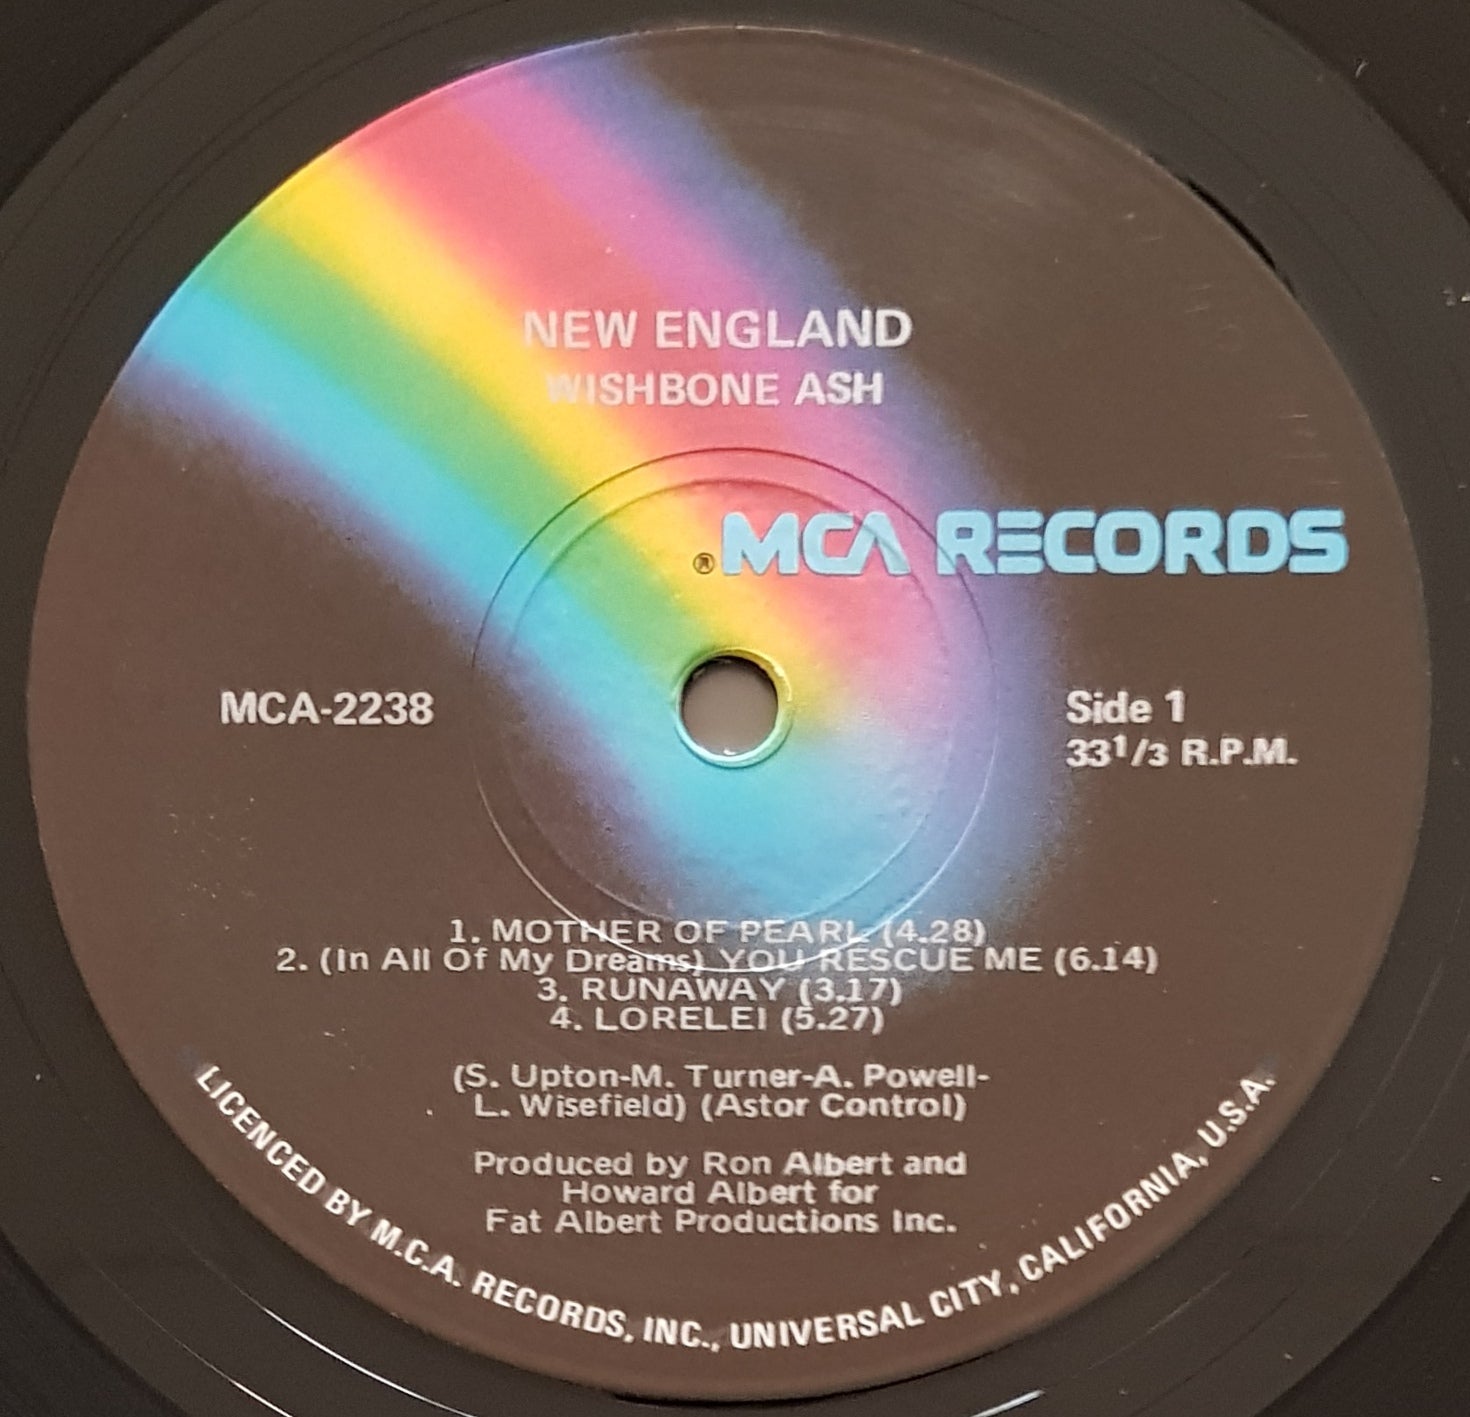 NEW ENGLAND
WISHBONE ASH
® MCA RECORDS
MCA-2238
Side 1
33 1/3 R.P.M.
1. MOTHER OF PEARL (4.28)
2. (In All Of My Dreams) YOU RESCUE ME (6.14)
3. RUNAWAY (3.17)
4. LORELEI (5.27)
(S. Upton-M. Turner-A. Powell-
L. Wisefield) (Astor Control)
Produced by Ron Albert and
Howard Albert for
Fat Albert Productions Inc.
LICENCED BY M.C.A. RECORDS, INC., UNIVERSAL CITY, CALIFORNIA, U.S.A.